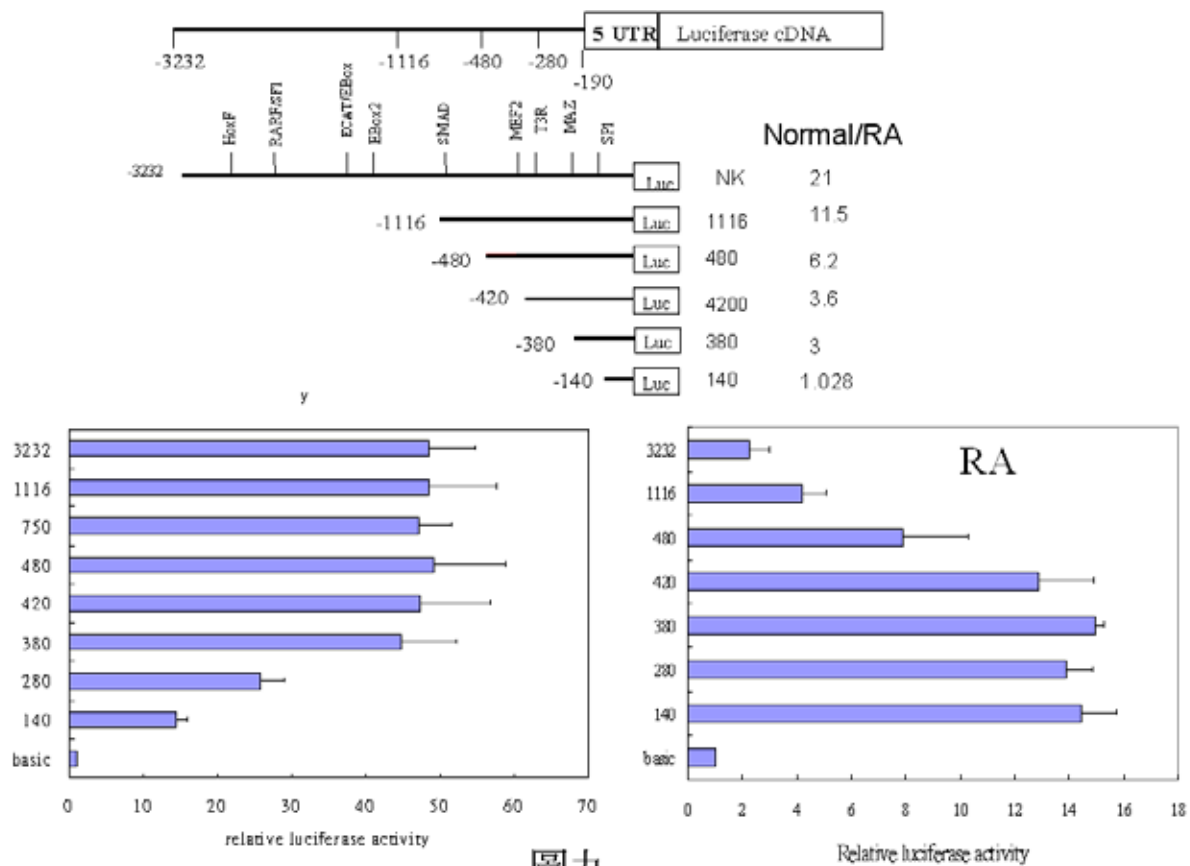 5 UTR Luciferase cDNA
-3232 -1116 -480 -280 -190
HoxF RARF/SF1 ECAT/EBox EBox2 SMAD MEF2 T3R MAZ SP1
Normal/RA
-3232 Luc NK 21
-1116 Luc 1116 11.5
-480 Luc 480 6.2
-420 Luc 4200 3.6
-380 Luc 380 3
-140 Luc 140 1.028
y
3232
1116
750
480
420
380
280
140
basic
0 10 20 30 40 50 60 70
relative luciferase activity
RA
3232
1116
480
420
380
280
140
basic
0 2 4 6 8 10 12 14 16 18
Relative luciferase activity